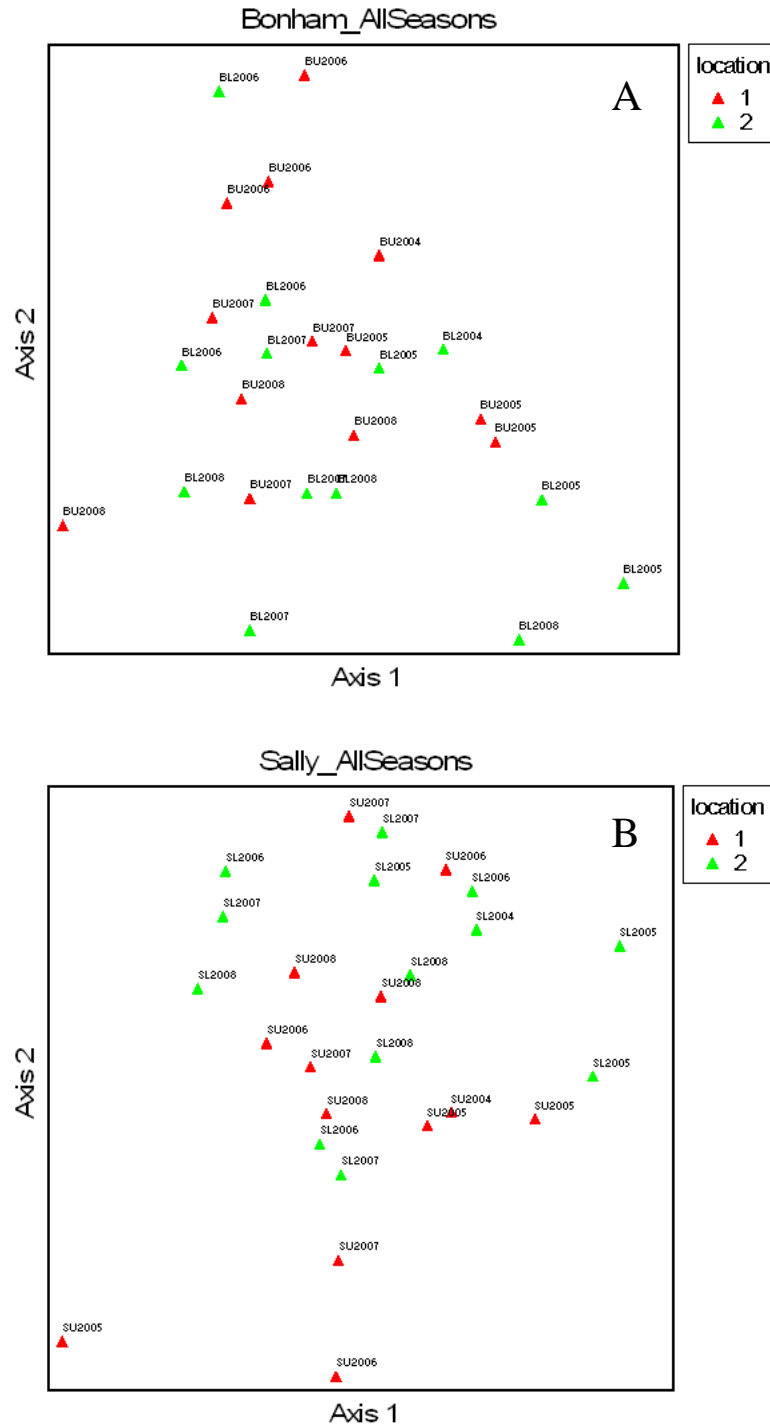 Bonham_AllSeasons
A
location
1
2
BU2006
BL2006
BU2006
BU2006
BU2004
BL2006
BU2007
BU2007
BU2005
BL2004
BL2007
BL2005
BL2006
BU2008
BU2005
BU2005
BU2008
BL2008
BU2007
BL2008
BL2005
BU2008
BL2005
BL2007
BL2008
Axis 2
Axis 1
Sally_AllSeasons
B
location
1
2
SU2007
SL2007
SL2006
SL2005
SU2006
SL2006
SL2007
SL2004
SL2005
SU2008
SL2008
SL2008
SU2008
SU2006
SL2008
SU2007
SL2005
SU2008
SU2004
SU2005
SU2005
SL2006
SL2007
SU2007
SU2005
SU2006
Axis 2
Axis 1